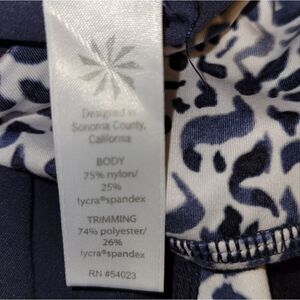 Designed in
Sonoma County,
California
BODY
75% nylon/
25%
lycra®spandex
TRIMMING
74% polyester/
26%
lycra®spandex
RN #54023